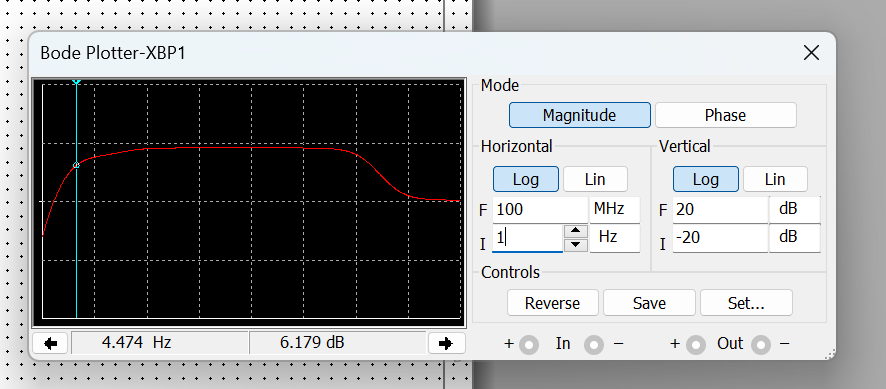 Bode Plotter-XBP1
Mode
Magnitude Phase
Horizontal Vertical
Log Lin Log Lin
F 100 MHz F 20 dB
I 1 Hz I -20 dB
Controls
Reverse Save Set...
4.474 Hz 6.179 dB + In − + Out −